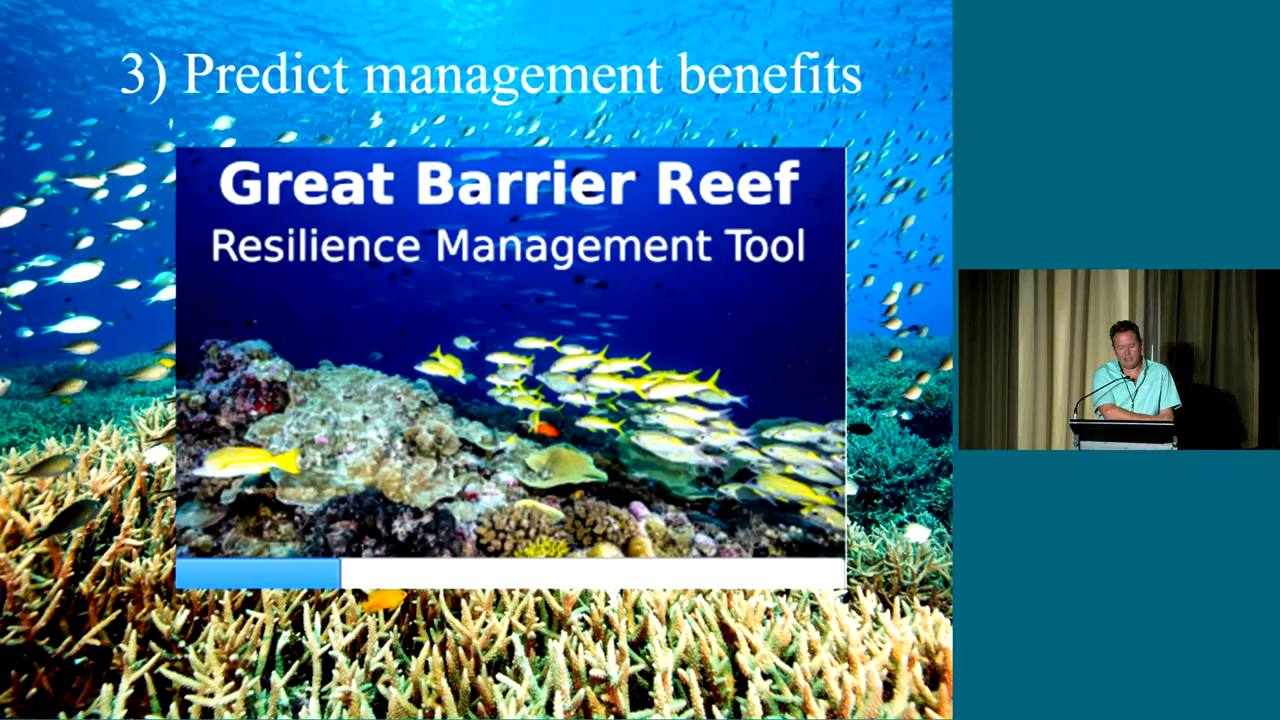 3) Predict management benefits
Great Barrier Reef
Resilience Management Tool